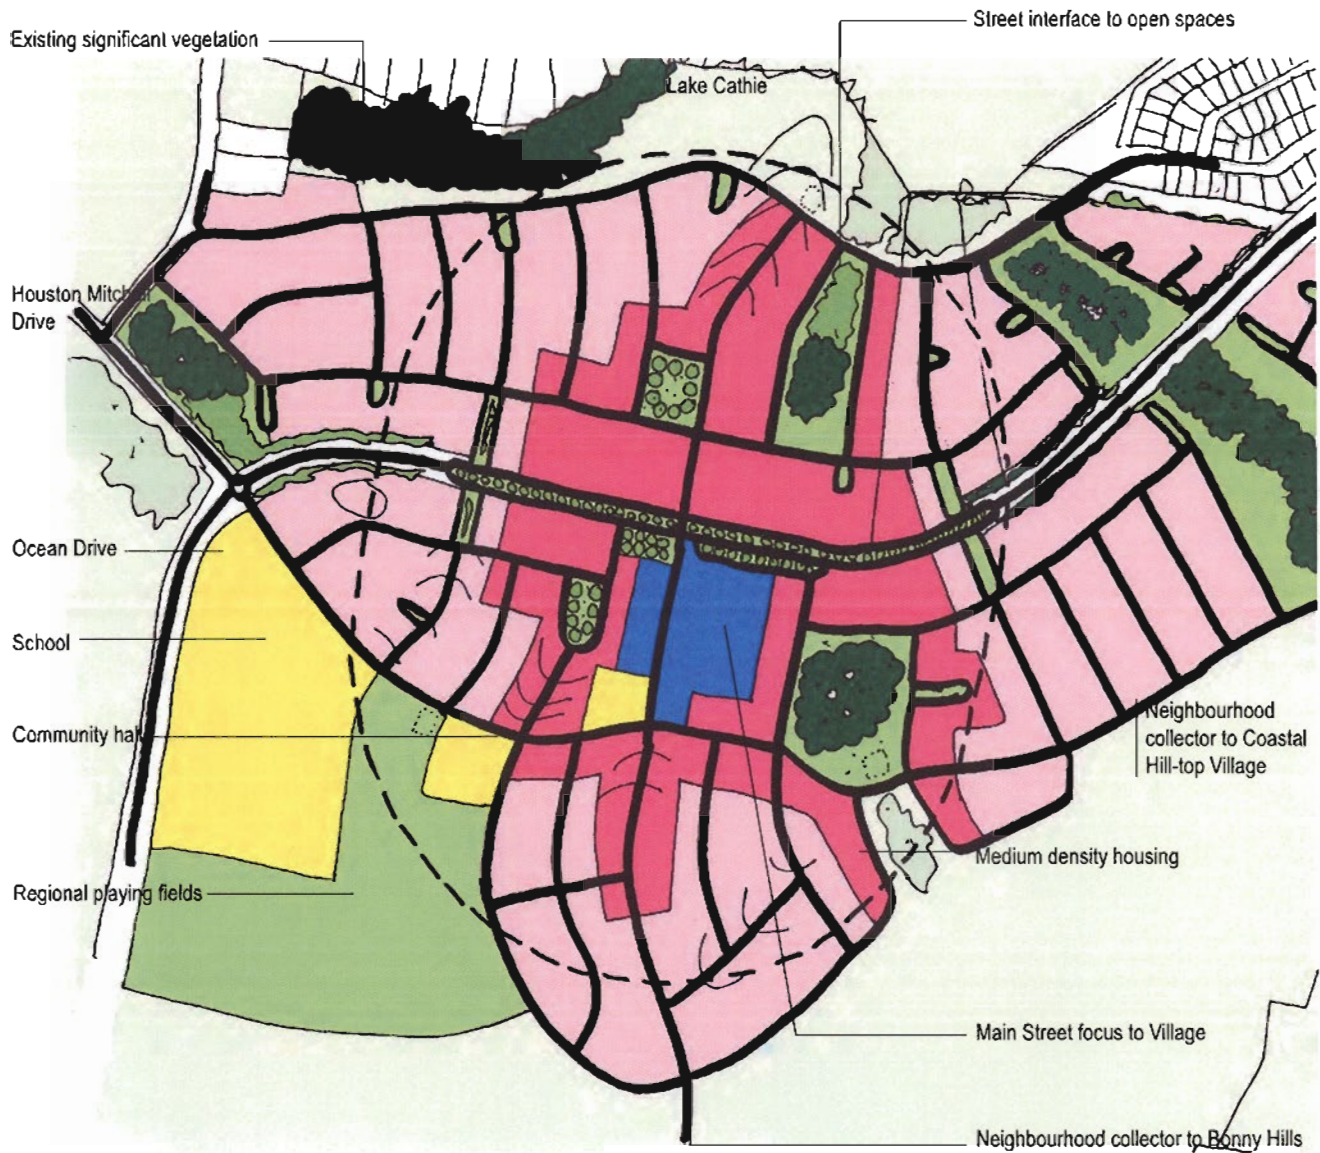 Street interface to open spaces
Existing significant vegetation
Lake Cathie
Houston Mitchell
Drive
Ocean Drive
School
Community hall
Neighbourhood
collector to Coastal
Hill-top Village
Medium density housing
Regional playing fields
Main Street focus to Village
Neighbourhood collector to Bonny Hills